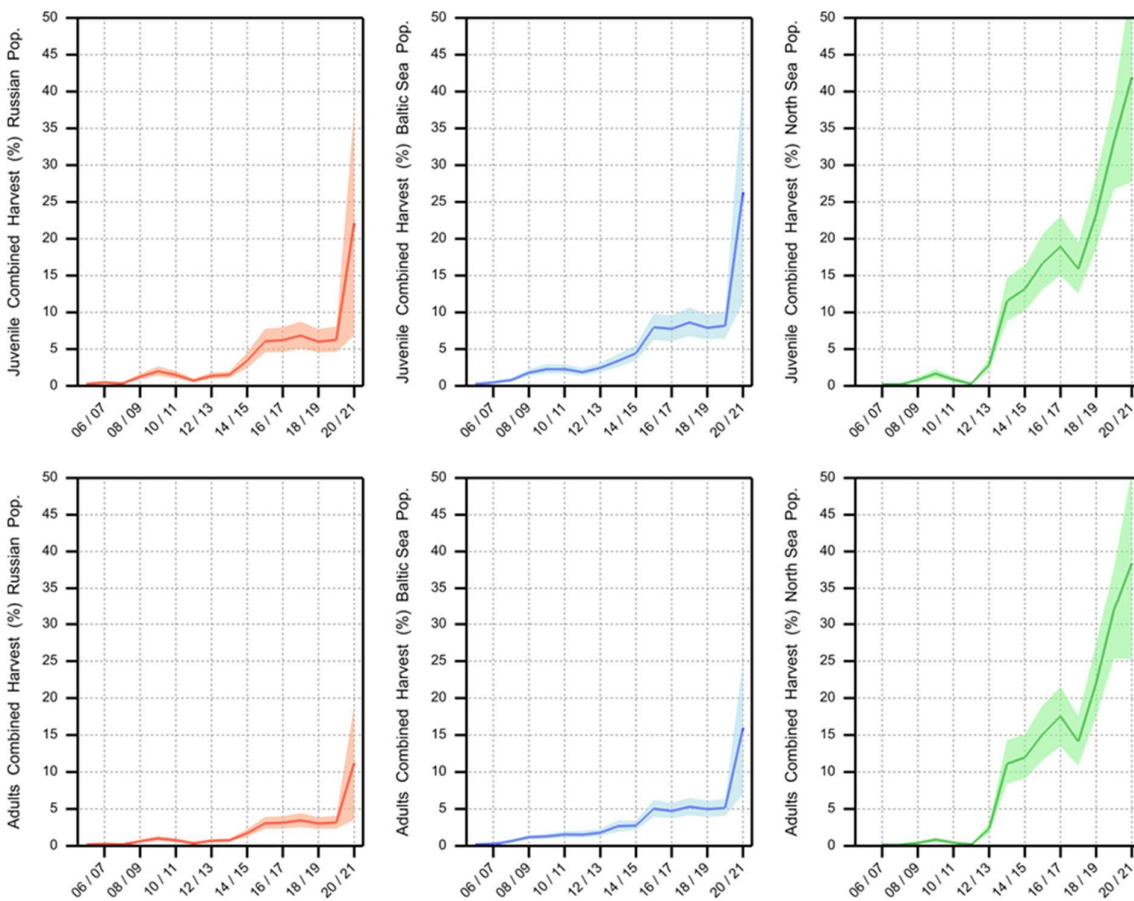 Juvenile Combined Harvest (%) Russian Pop.
50
45
40
35
30
25
20
15
10
5
0
06 / 07
08 / 09
10 / 11
12 / 13
14 / 15
16 / 17
18 / 19
20 / 21
Juvenile Combined Harvest (%) Baltic Sea Pop.
50
45
40
35
30
25
20
15
10
5
0
06 / 07
08 / 09
10 / 11
12 / 13
14 / 15
16 / 17
18 / 19
20 / 21
Juvenile Combined Harvest (%) North Sea Pop.
50
45
40
35
30
25
20
15
10
5
0
06 / 07
08 / 09
10 / 11
12 / 13
14 / 15
16 / 17
18 / 19
20 / 21
Adults Combined Harvest (%) Russian Pop.
50
45
40
35
30
25
20
15
10
5
0
06 / 07
08 / 09
10 / 11
12 / 13
14 / 15
16 / 17
18 / 19
20 / 21
Adults Combined Harvest (%) Baltic Sea Pop.
50
45
40
35
30
25
20
15
10
5
0
06 / 07
08 / 09
10 / 11
12 / 13
14 / 15
16 / 17
18 / 19
20 / 21
Adults Combined Harvest (%) North Sea Pop.
50
45
40
35
30
25
20
15
10
5
0
06 / 07
08 / 09
10 / 11
12 / 13
14 / 15
16 / 17
18 / 19
20 / 21